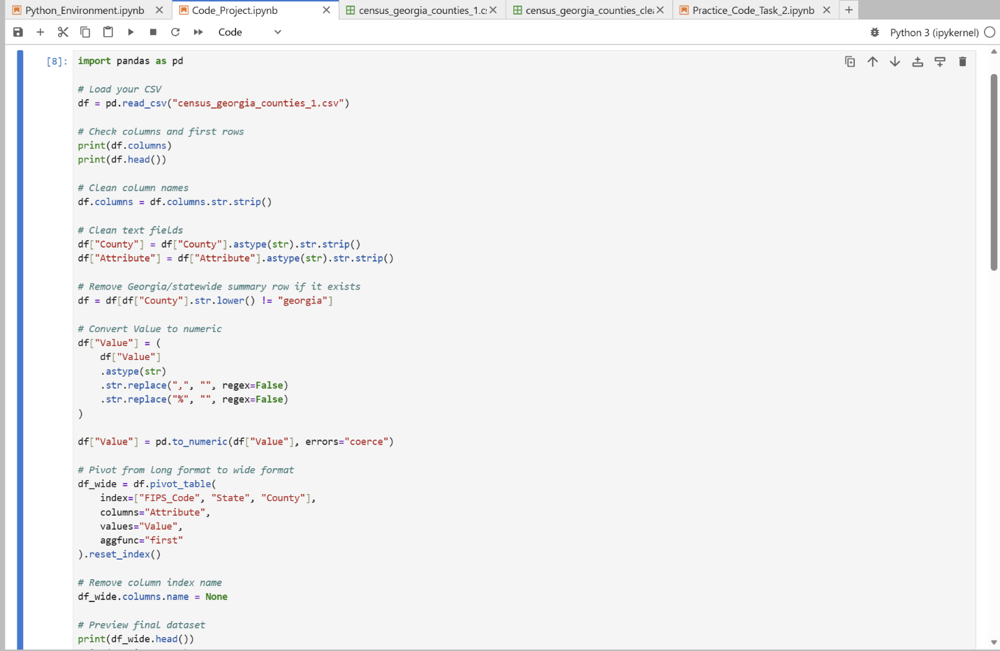 Python_Environment.ipynb
Code_Project.ipynb
census_georgia_counties_1.c
census_georgia_counties_cle
Practice_Code_Task_2.ipynb
Code
Python 3 (ipykernel)
[8]:
import pandas as pd
# Load your CSV
df = pd.read_csv("census_georgia_counties_1.csv")
# Check columns and first rows
print(df.columns)
print(df.head())
# Clean column names
df.columns = df.columns.str.strip()
# Clean text fields
df["County"] = df["County"].astype(str).str.strip()
df["Attribute"] = df["Attribute"].astype(str).str.strip()
# Remove Georgia/statewide summary row if it exists
df = df[df["County"].str.lower() != "georgia"]
# Convert Value to numeric
df["Value"] = (
    df["Value"]
    .astype(str)
    .str.replace(",", "", regex=False)
    .str.replace("%", "", regex=False)
)
df["Value"] = pd.to_numeric(df["Value"], errors="coerce")
# Pivot from long format to wide format
df_wide = df.pivot_table(
    index=["FIPS_Code", "State", "County"],
    columns="Attribute",
    values="Value",
    aggfunc="first"
).reset_index()
# Remove column index name
df_wide.columns.name = None
# Preview final dataset
print(df_wide.head())